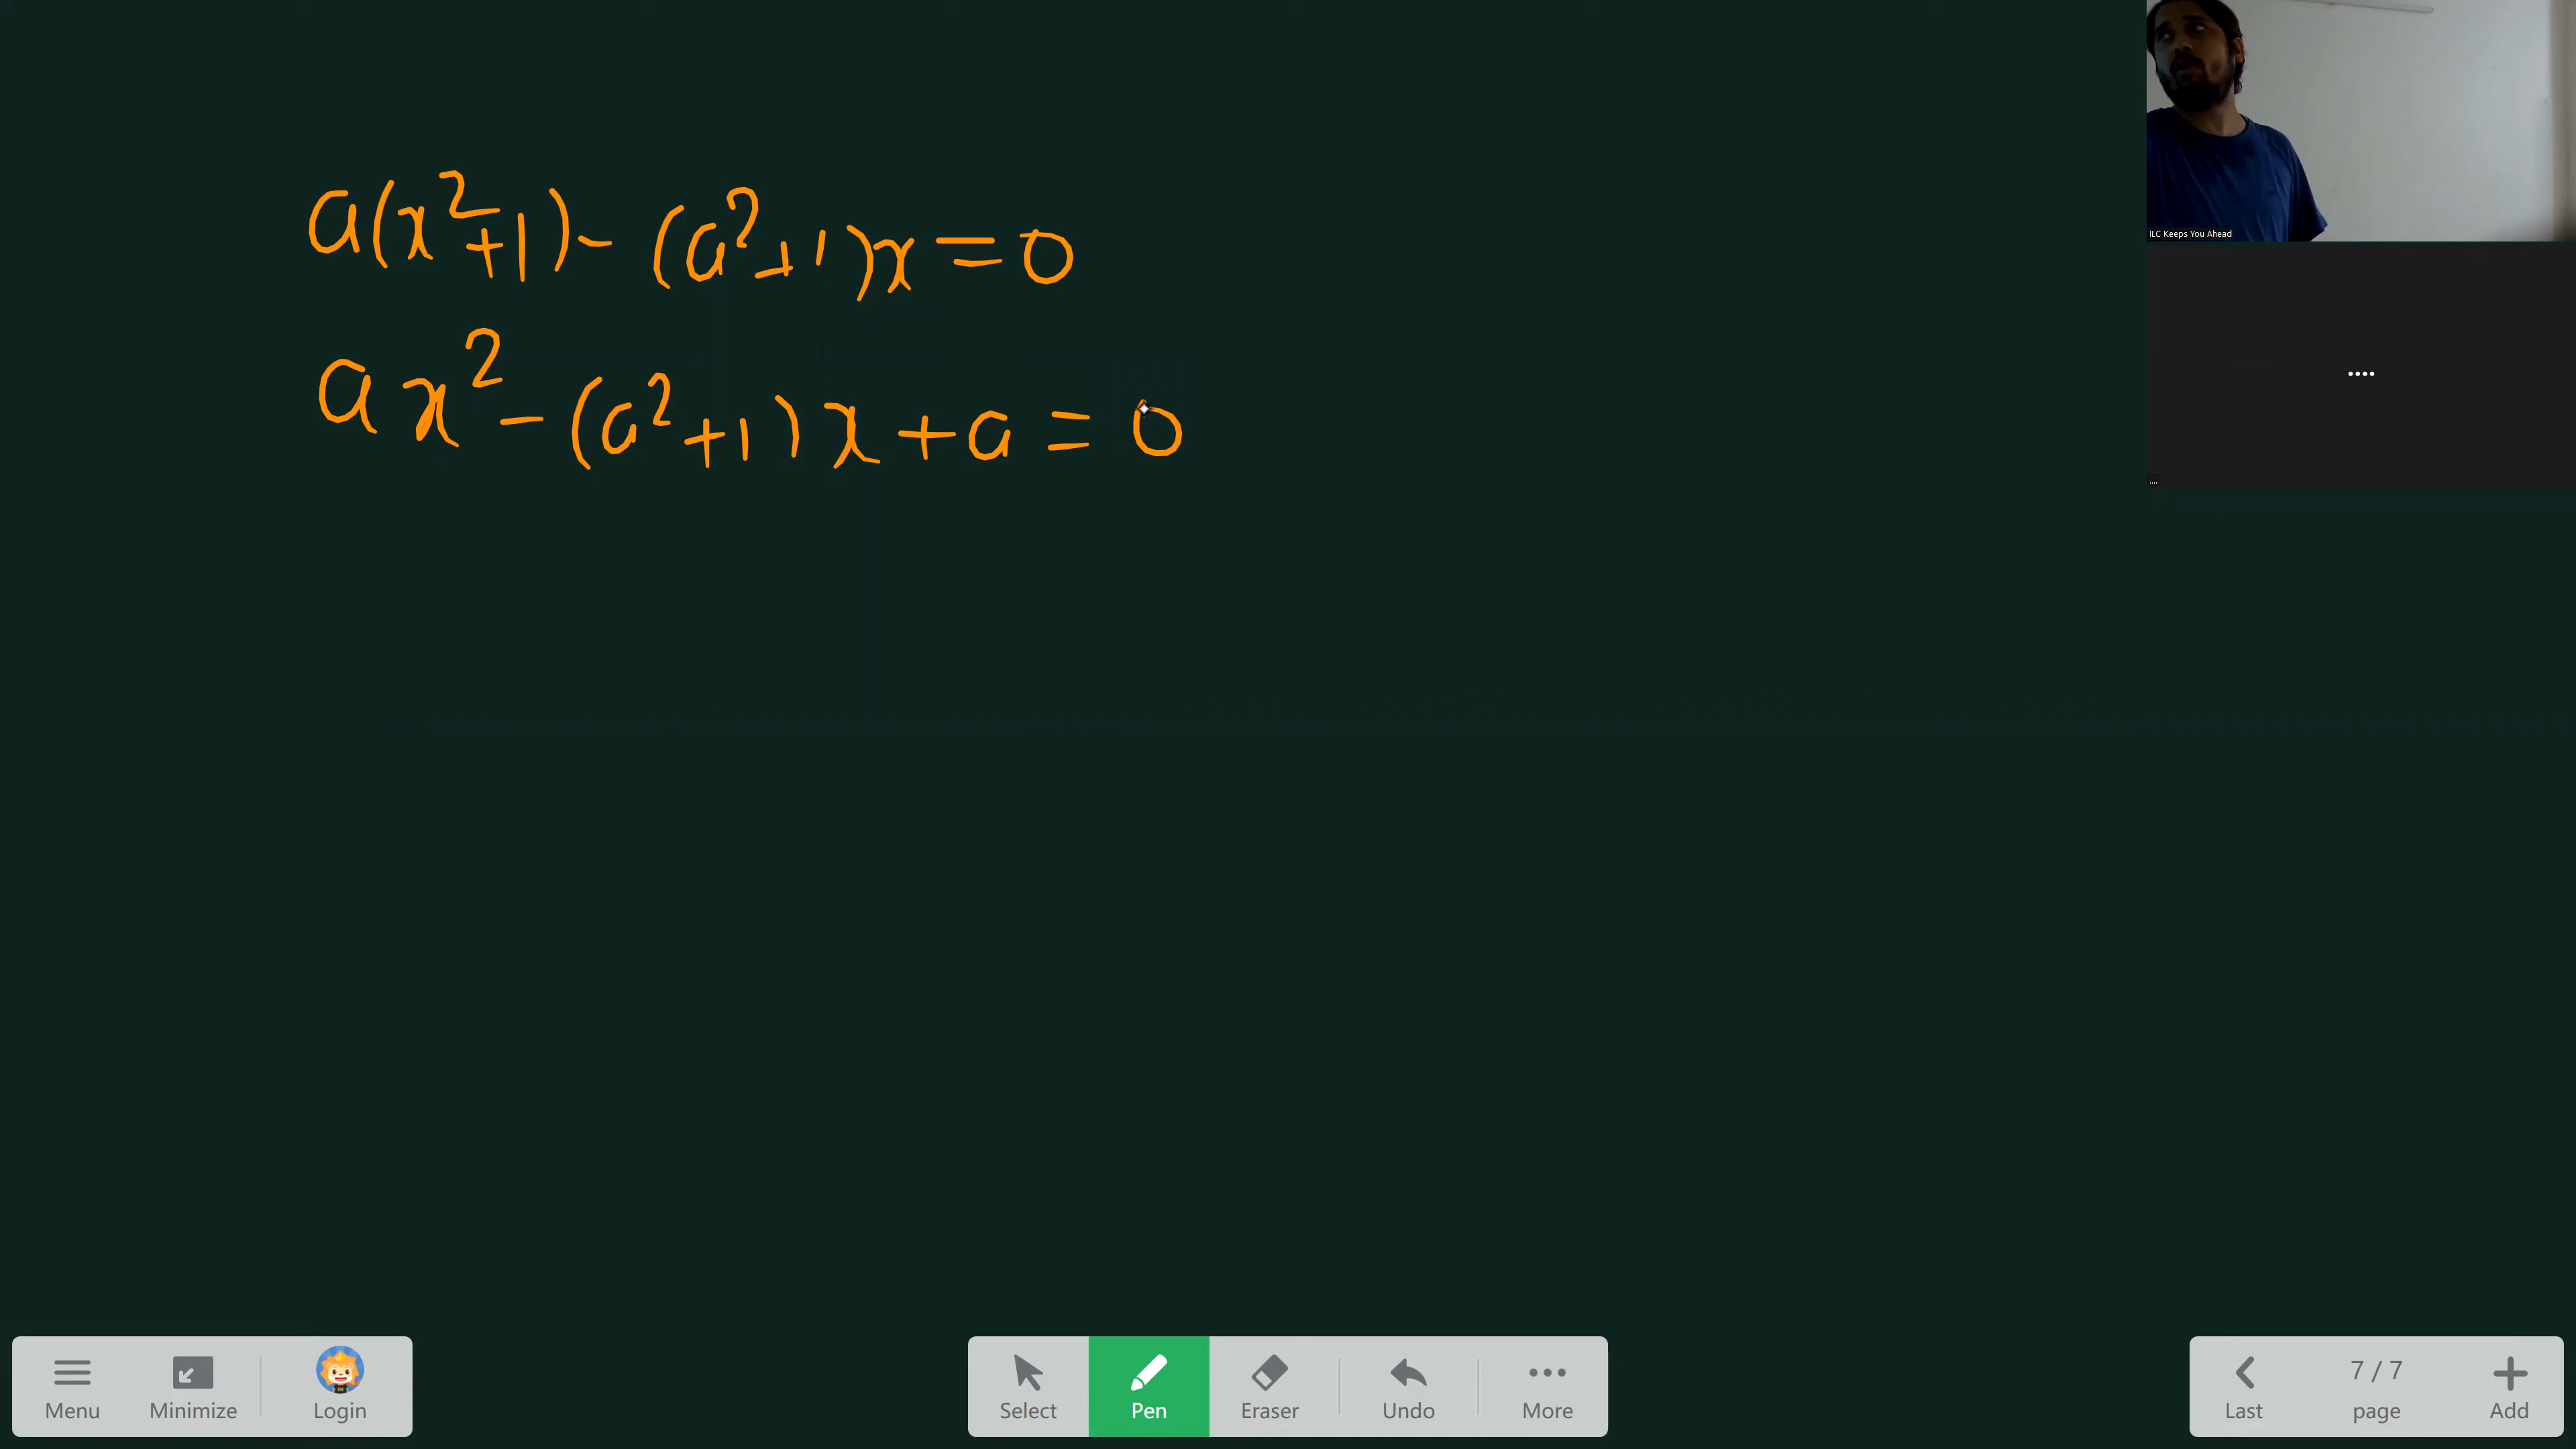 a(x²+1) - (a²+1)x = 0
ax² - (a²+1)x + a = 0
ILC Keeps You Ahead
....
....
Menu
Minimize
Login
Select
Pen
Eraser
Undo
More
Last
7 / 7
page
Add